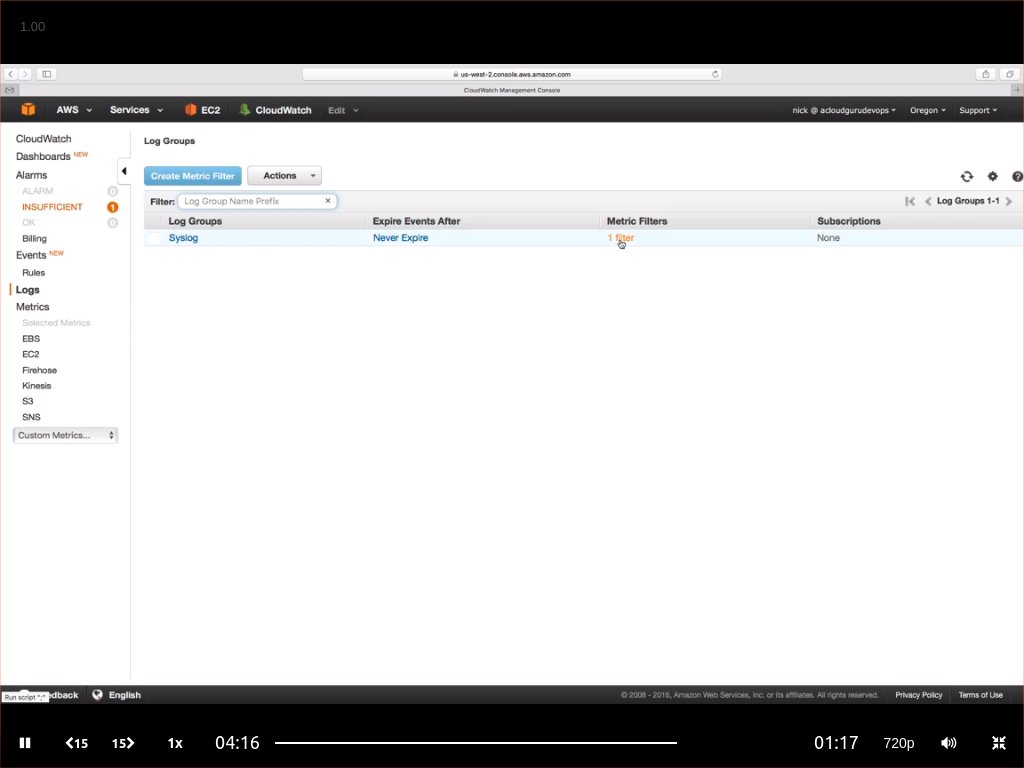 1.00
us-west-2.console.aws.amazon.com
CloudWatch Management Console
AWS Services EC2 CloudWatch Edit nick @ acloudgurudevops Oregon Support
CloudWatch
Dashboards NEW
Alarms
ALARM 0
INSUFFICIENT 1
OK 0
Billing
Events NEW
Rules
Logs
Metrics
Selected Metrics
EBS
EC2
Firehose
Kinesis
S3
SNS
Custom Metrics...
Log Groups
Create Metric Filter Actions
Filter: Log Group Name Prefix Log Groups 1-1
Log Groups Expire Events After Metric Filters Subscriptions
Syslog Never Expire 1 filter None
Run script ";" edback English © 2008 - 2016, Amazon Web Services, Inc. or its affiliates. All rights reserved. Privacy Policy Terms of Use
15 15 1x 04:16 01:17 720p